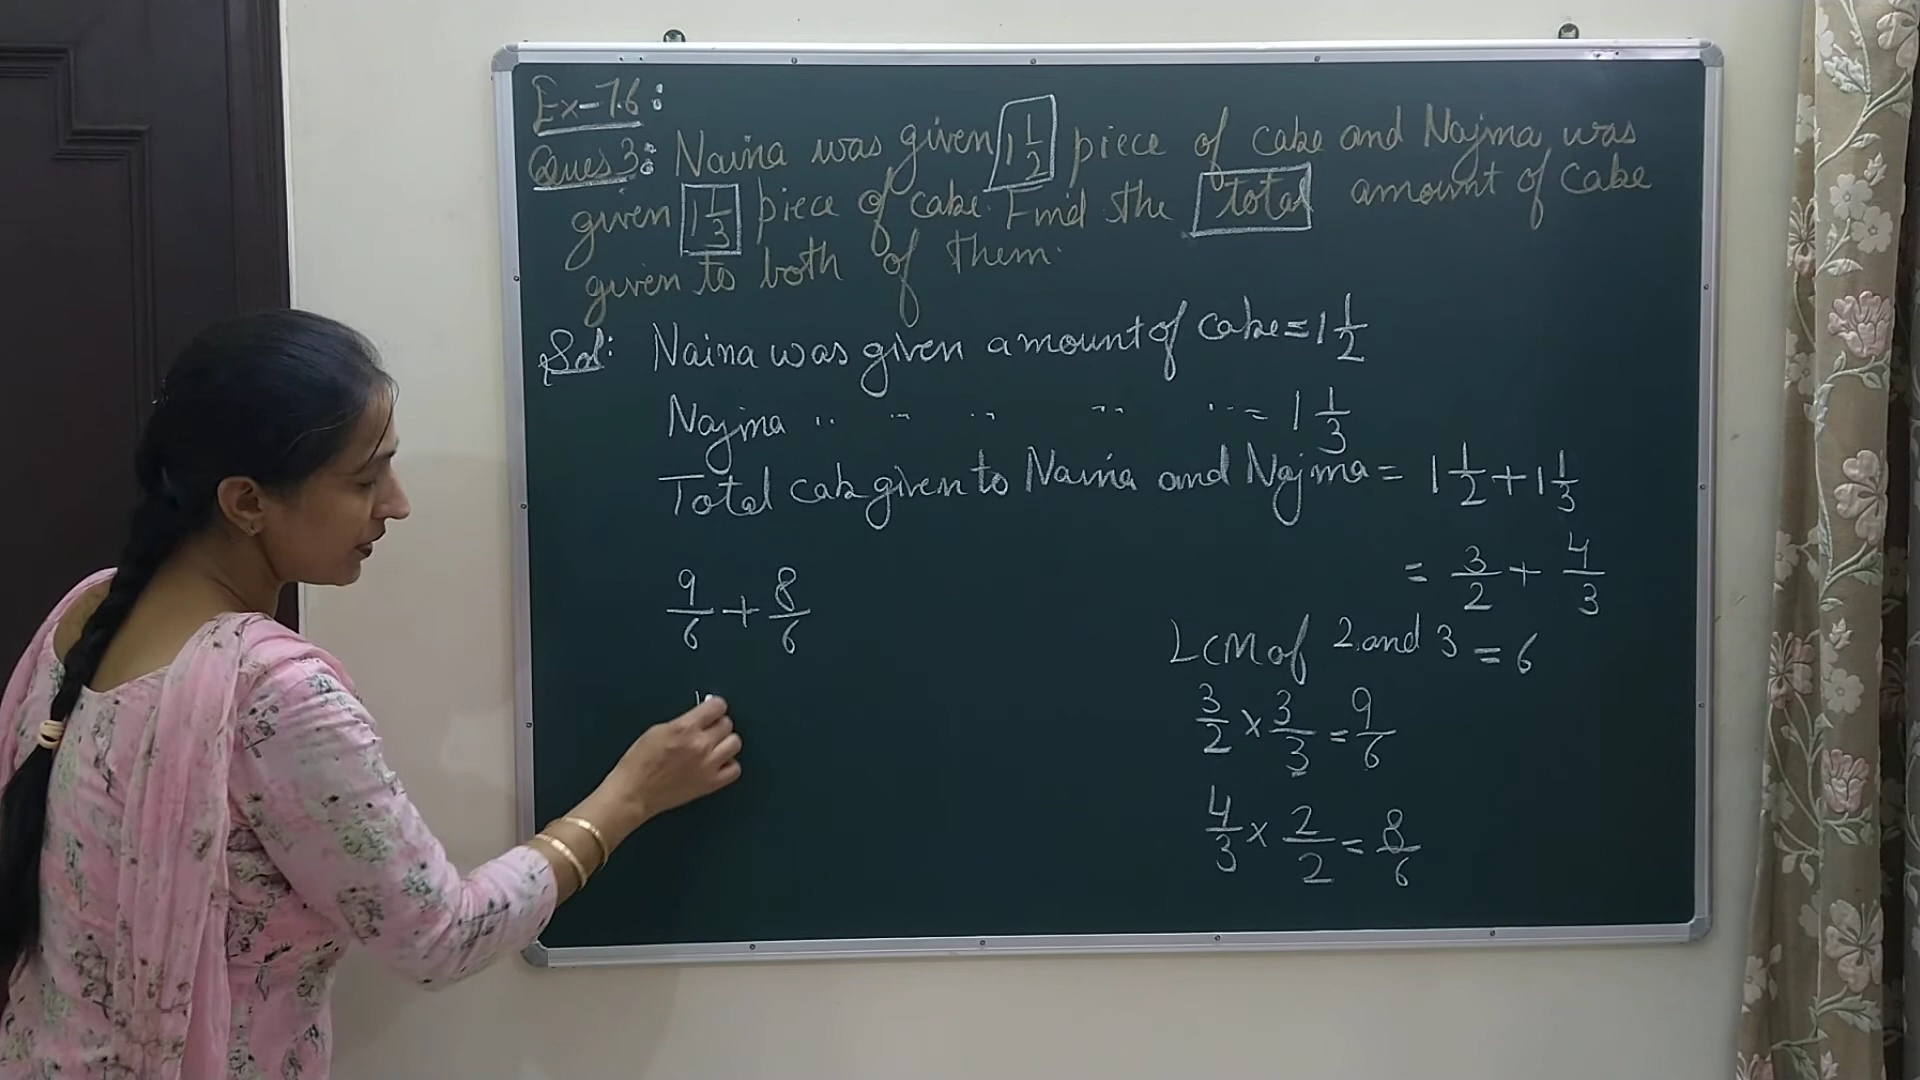 Ex-7.6:
Ques 3: Naina was given 1 1/2 piece of cake and Najma was
given 1 1/3 piece of cake. Find the total amount of cake
given to both of them.
Sol: Naina was given amount of cake = 1 1/2
Najma .. .. .. .. .. = 1 1/3
Total cake given to Naina and Najma = 1 1/2 + 1 1/3
= 3/2 + 4/3
9/6 + 8/6
LCM of 2 and 3 = 6
3/2 × 3/3 = 9/6
4/3 × 2/2 = 8/6